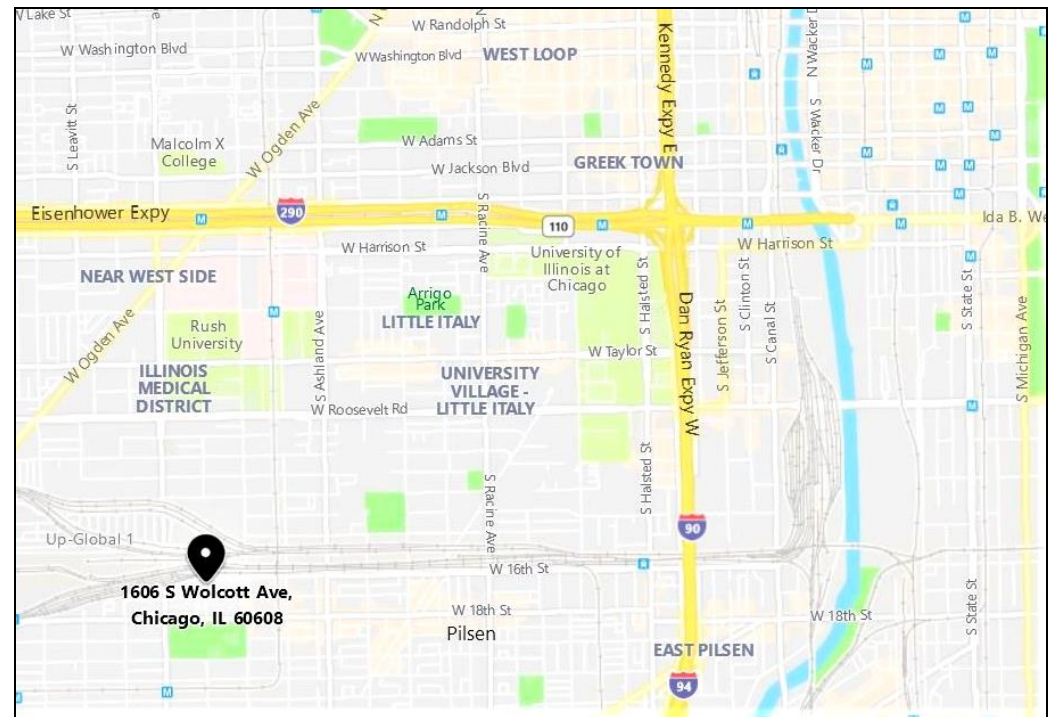 W Lake St
W Randolph St
W Washington Blvd
W Washington Blvd
WEST LOOP
Kennedy Expy E
S Wacker Dr
S Leavitt St
Malcolm X
College
W Ogden Ave
W Adams St
W Jackson Blvd
GREEK TOWN
Eisenhower Expy
290
110
S Racine Ave
W Harrison St
University of
Illinois at
Chicago
W Harrison St
NEAR WEST SIDE
Arrigo
Park
LITTLE ITALY
S Halsted St
S Clinton St
S State St
Rush
University
W Ogden Ave
S Ashland Ave
Dan Ryan Expy W
S Jefferson St
S Canal St
S Michigan Ave
W Taylor St
ILLINOIS
MEDICAL
DISTRICT
UNIVERSITY
VILLAGE -
LITTLE ITALY
W Roosevelt Rd
S Halsted St
S Racine Ave
90
Up-Global 1
W 16th St
1606 S Wolcott Ave,
Chicago, IL 60608
W 18th St
W 18th St
S State St
Pilsen
EAST PILSEN
94